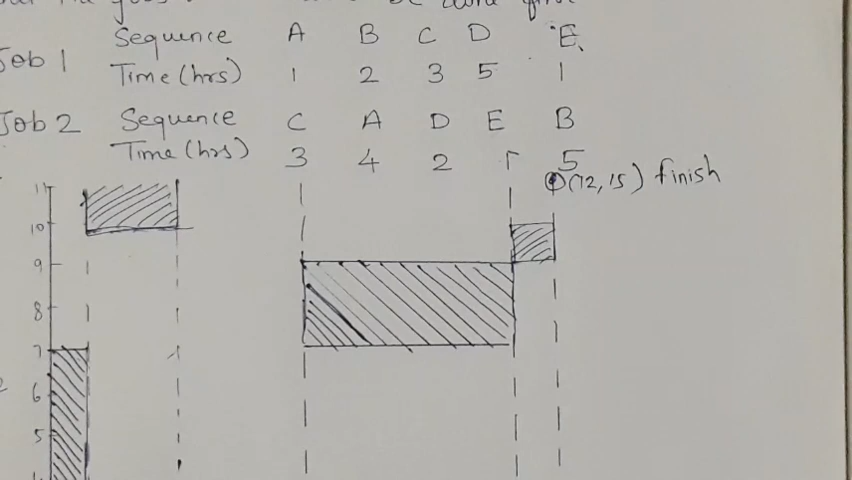 Sequence A B C D E
Job 1
Time (hrs) 1 2 3 5 1
Job 2 Sequence C A D E B
Time (hrs) 3 4 2 1 5
(12,15) finish
11
10
9
8
7
6
5